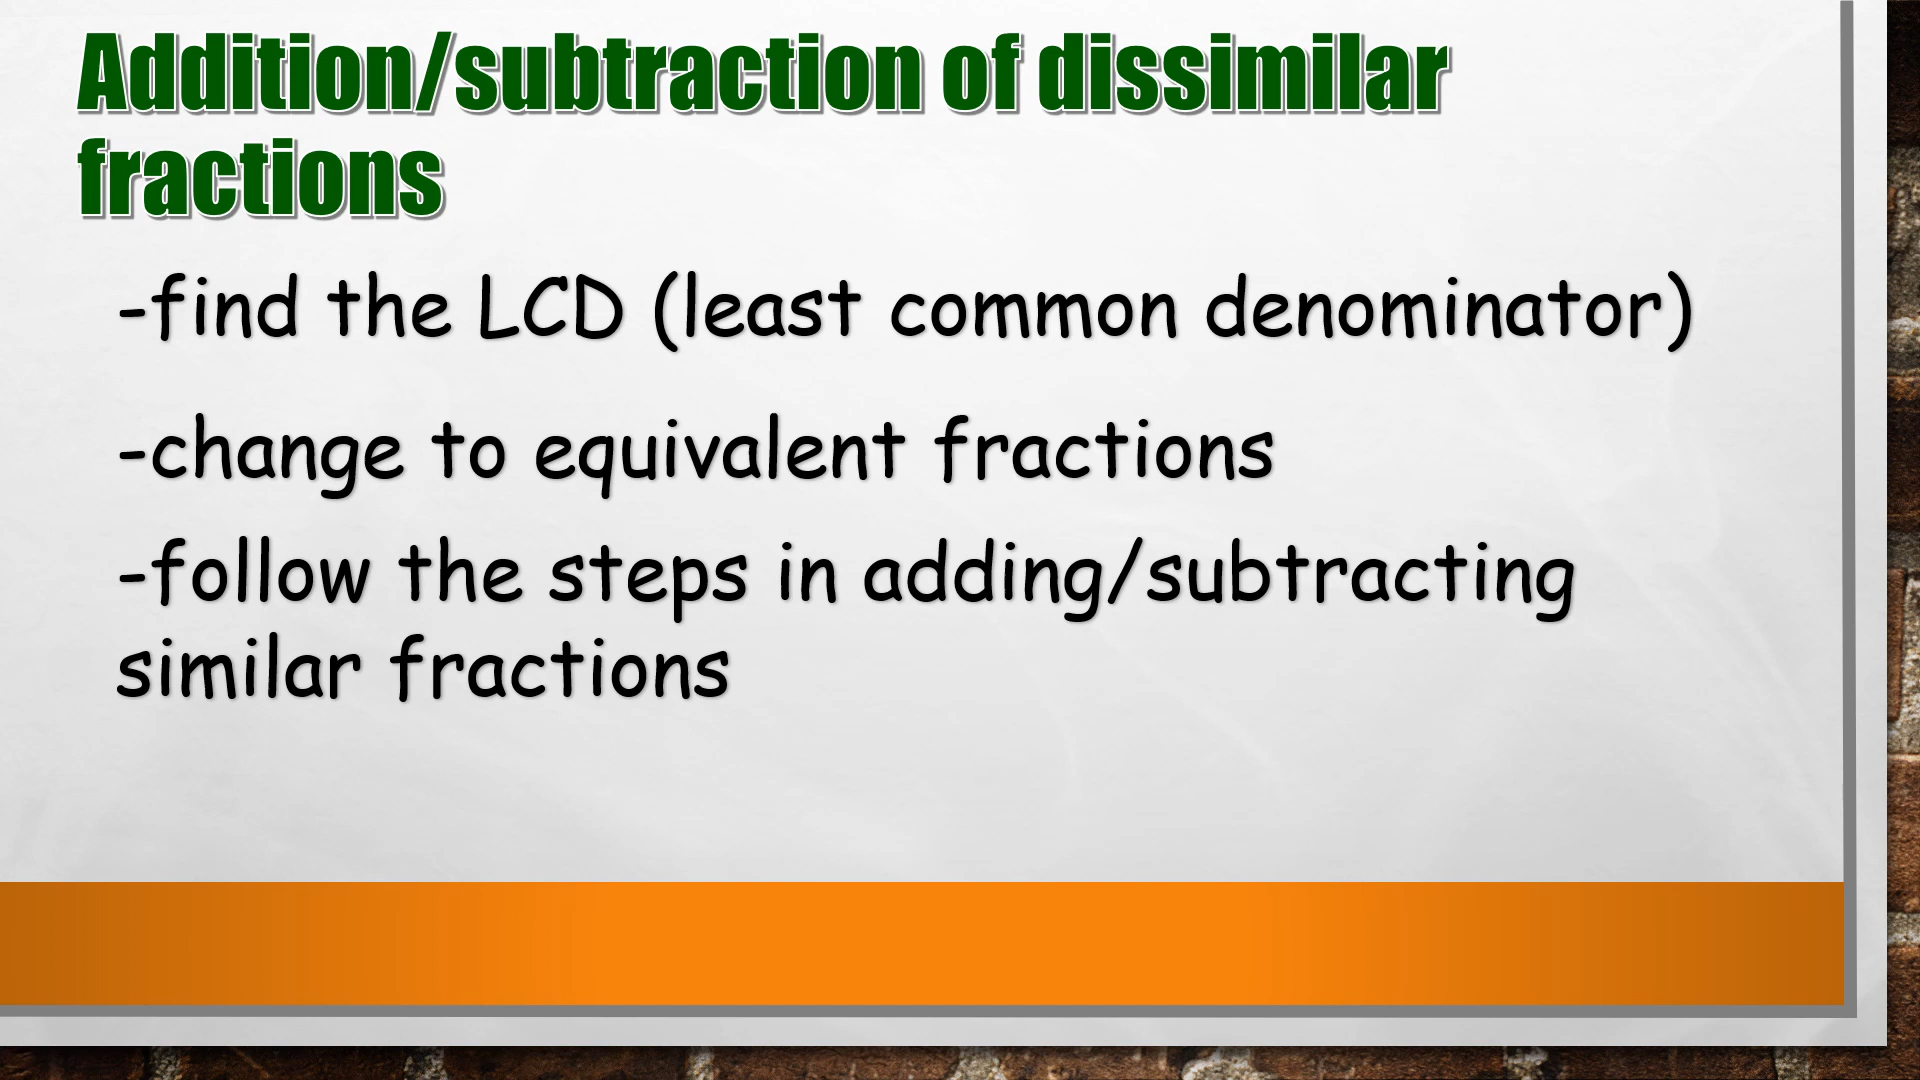 Addition/subtraction of dissimilar
fractions
-find the LCD (least common denominator)
-change to equivalent fractions
-follow the steps in adding/subtracting
similar fractions